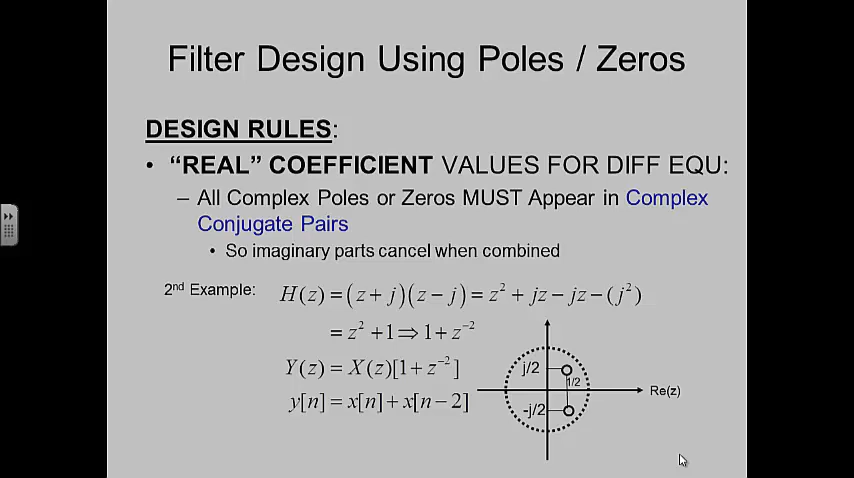 Filter Design Using Poles / Zeros
DESIGN RULES:
• “REAL” COEFFICIENT VALUES FOR DIFF EQU:
– All Complex Poles or Zeros MUST Appear in Complex
Conjugate Pairs
• So imaginary parts cancel when combined
2nd Example: H(z) = (z + j)(z − j) = z² + jz − jz − (j²)
= z² + 1 ⇒ 1 + z⁻²
Y(z) = X(z)[1 + z⁻²]
y[n] = x[n] + x[n − 2]
j/2
1/2
Re(z)
-j/2